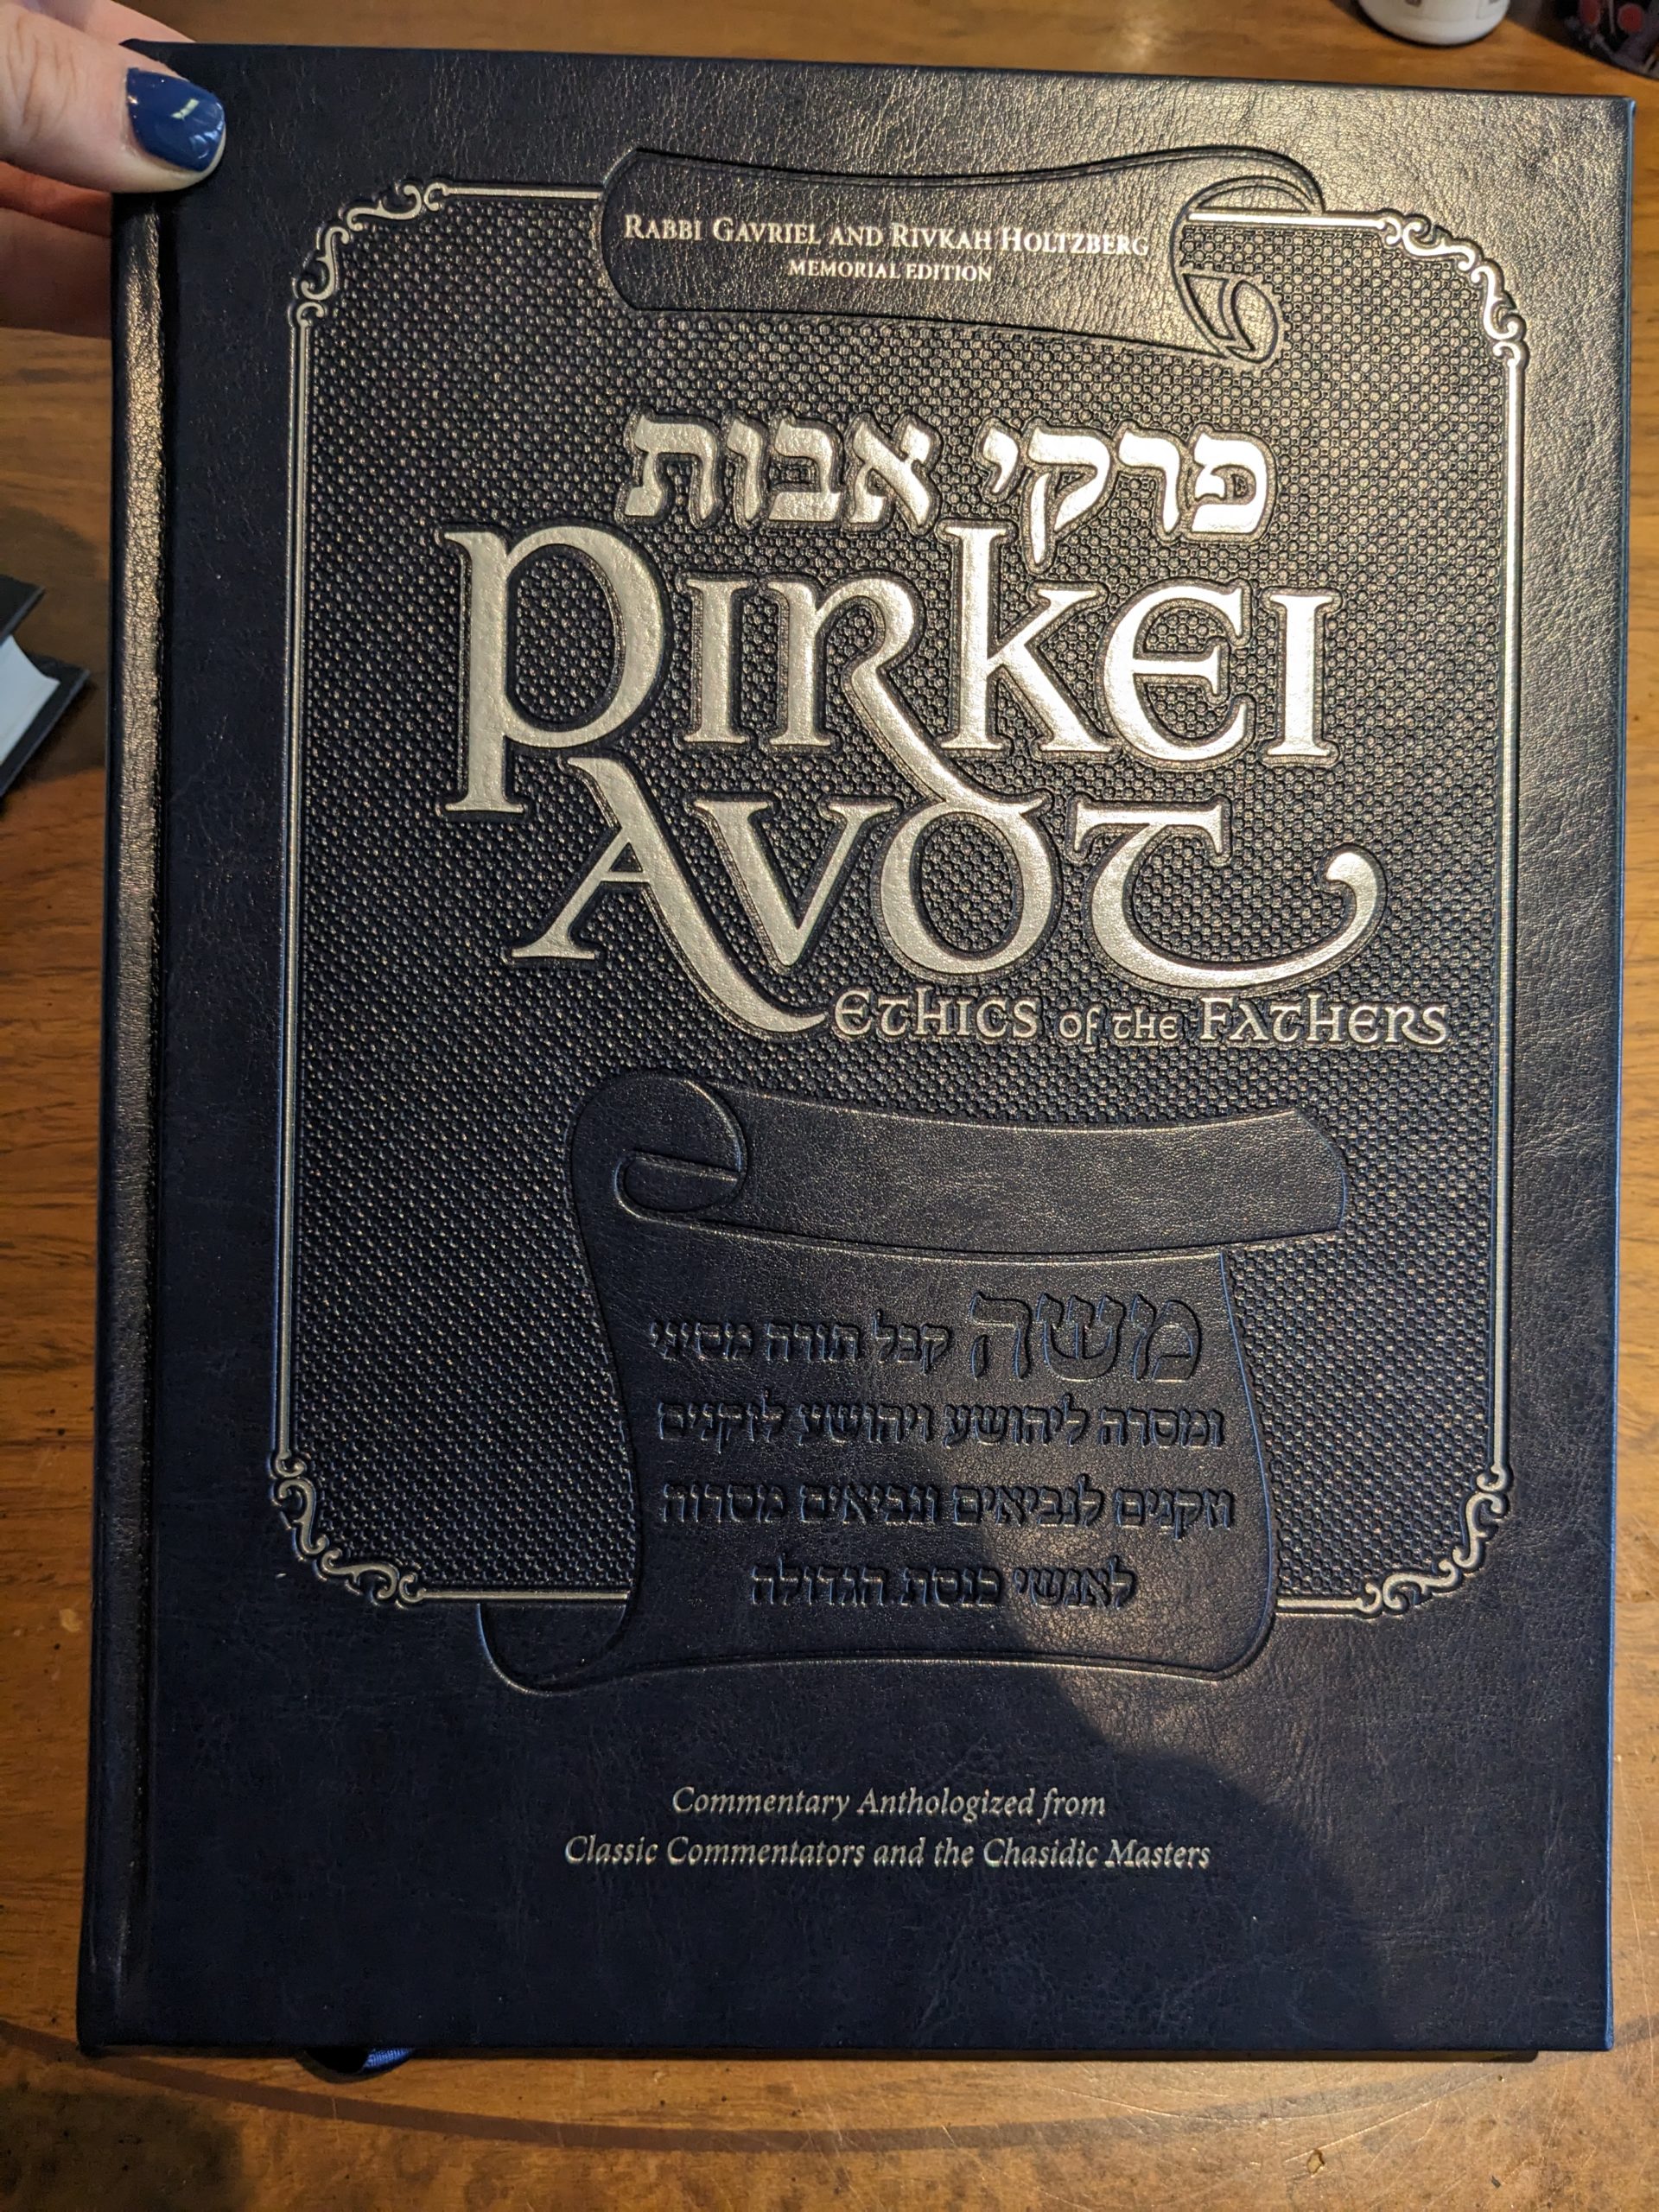 RABBI GAVRIEL AND RIVKAH HOLTZBERG
MEMORIAL EDITION
פרקי אבות
PIRKEI
AVOT
ETHICS OF THE FATHERS
משה קבל תורה מסיני
ומסרה ליהושע ויהושע לזקנים
וזקנים לנביאים ונביאים מסרוה
לאנשי כנסת הגדולה
Commentary Anthologized from
Classic Commentators and the Chasidic Masters